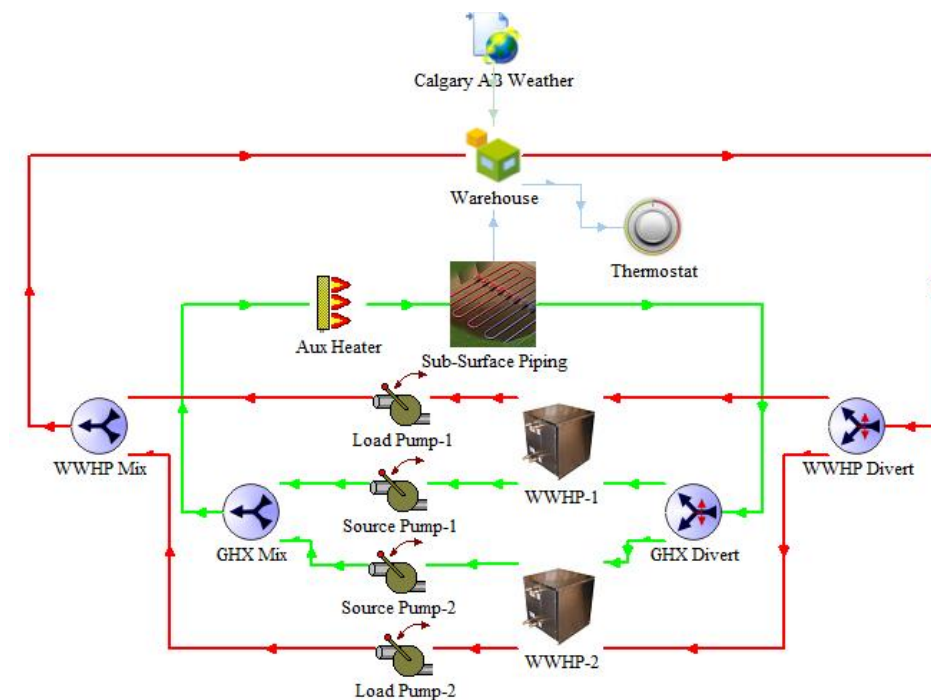 Calgary AB Weather
Warehouse
Thermostat
Aux Heater
Sub-Surface Piping
WWHP Mix
Load Pump-1
WWHP-1
WWHP Divert
GHX Mix
Source Pump-1
GHX Divert
Source Pump-2
WWHP-2
Load Pump-2